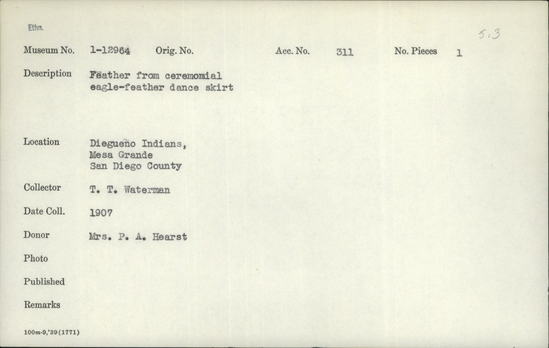 Ethn.
5.3
Museum No. 1-12964 Orig. No. Acc. No. 311 No. Pieces 1
Description Feather from ceremomial
eagle-feather dance skirt
Location Diegueño Indians,
Mesa Grande
San Diego County
Collector T. T. Waterman
Date Coll. 1907
Donor Mrs. P. A. Hearst
Photo
Published
Remarks
100m-9,'39(1771)